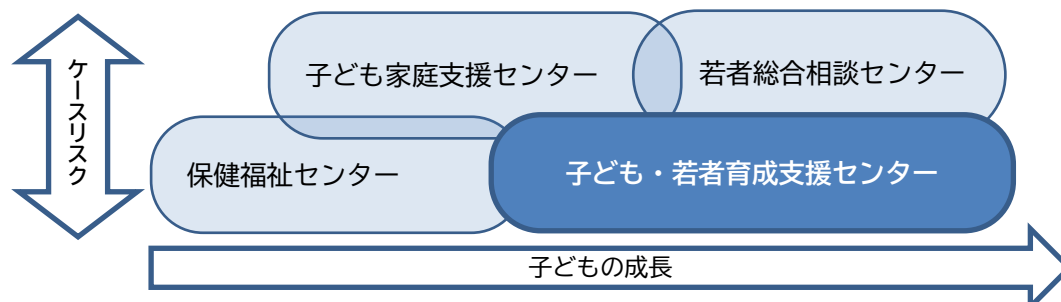 ケースリスク
子ども家庭支援センター
若者総合相談センター
保健福祉センター
子ども・若者育成支援センター
子どもの成長